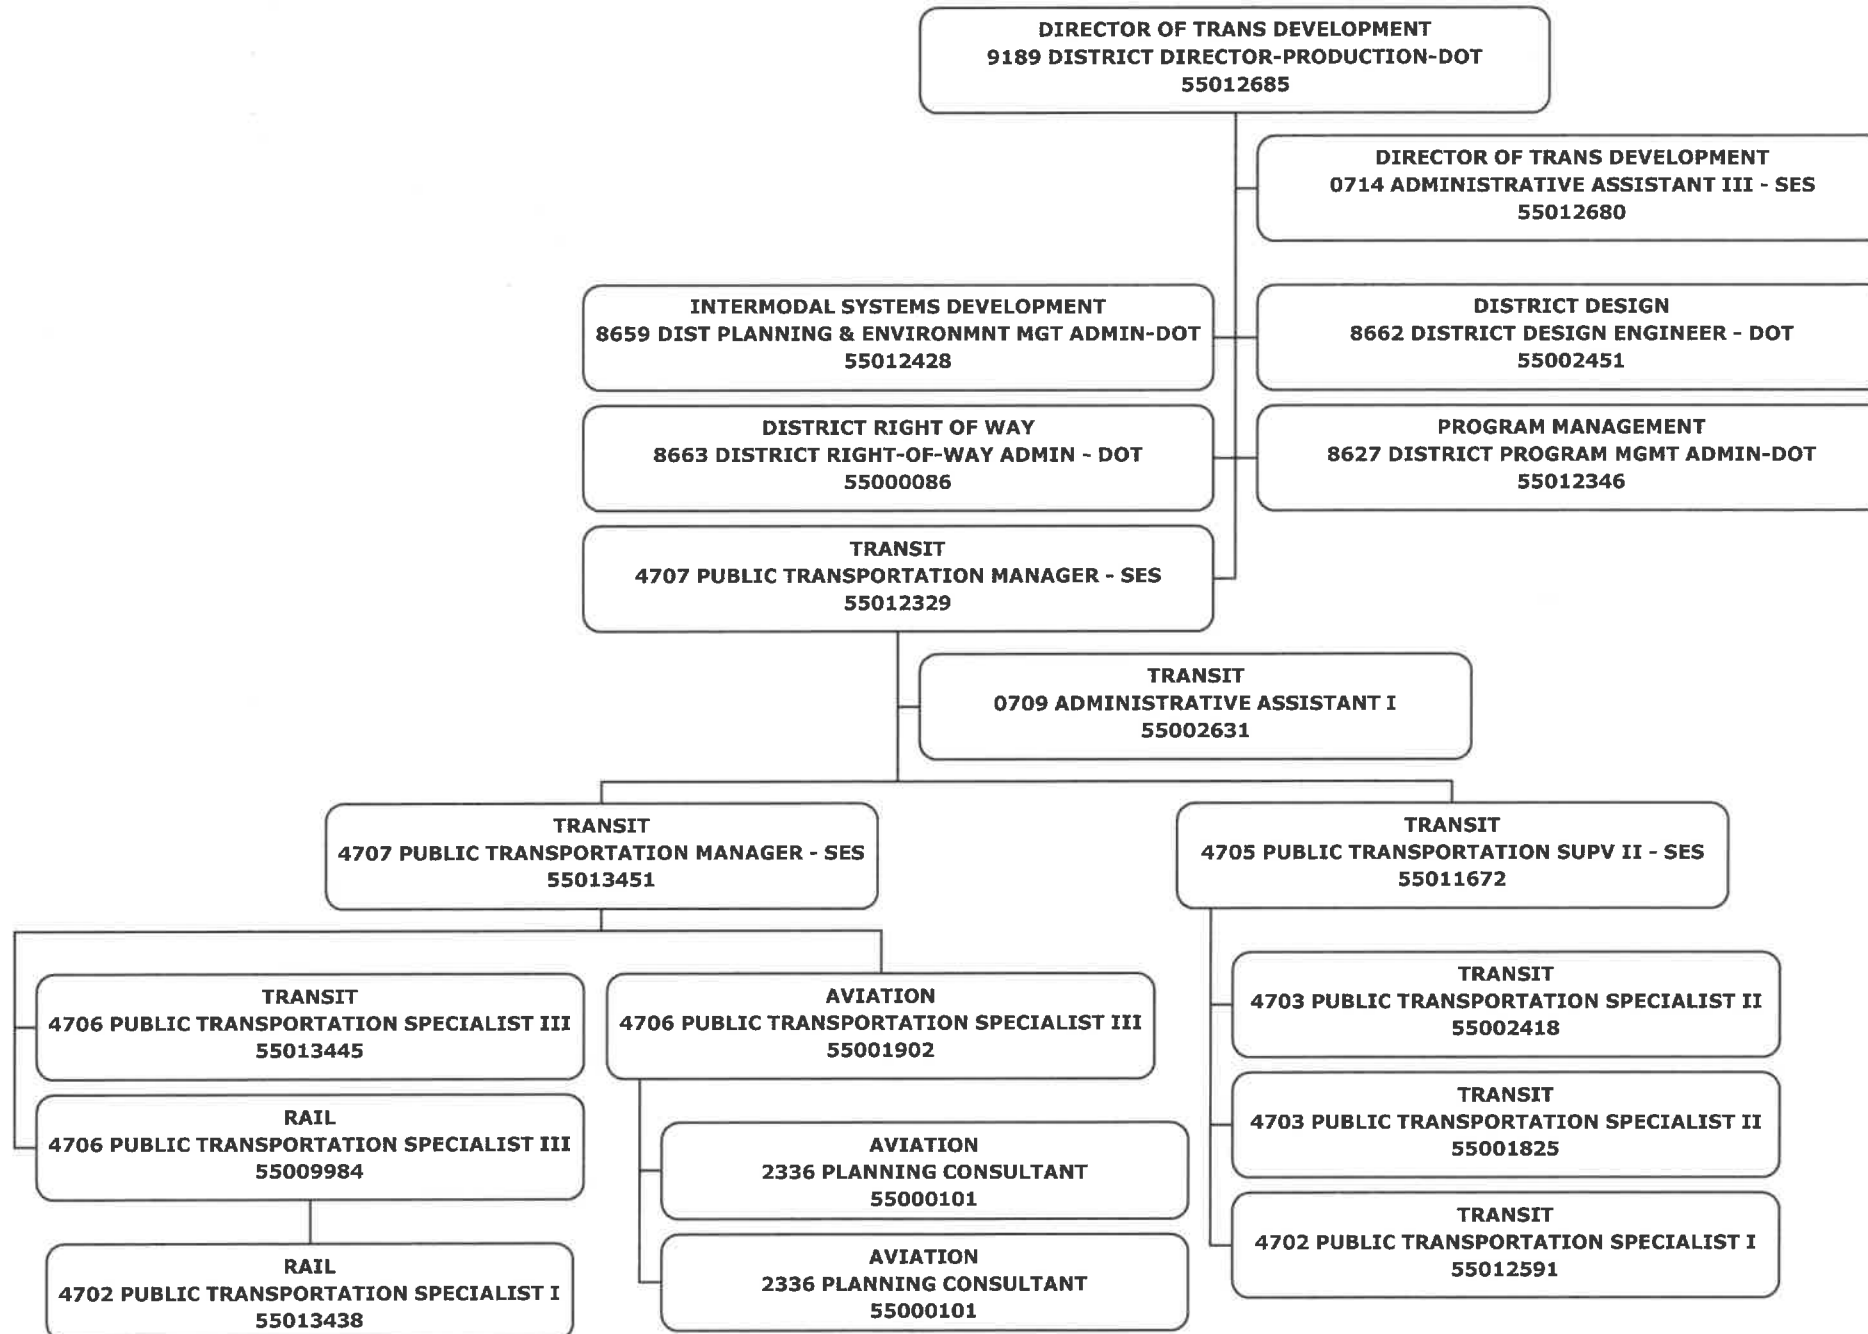 DIRECTOR OF TRANS DEVELOPMENT
9189 DISTRICT DIRECTOR-PRODUCTION-DOT
55012685
DIRECTOR OF TRANS DEVELOPMENT
0714 ADMINISTRATIVE ASSISTANT III - SES
55012680
INTERMODAL SYSTEMS DEVELOPMENT
8659 DIST PLANNING & ENVIRONMNT MGT ADMIN-DOT
55012428
DISTRICT DESIGN
8662 DISTRICT DESIGN ENGINEER - DOT
55002451
DISTRICT RIGHT OF WAY
8663 DISTRICT RIGHT-OF-WAY ADMIN - DOT
55000086
PROGRAM MANAGEMENT
8627 DISTRICT PROGRAM MGMT ADMIN-DOT
55012346
TRANSIT
4707 PUBLIC TRANSPORTATION MANAGER - SES
55012329
TRANSIT
0709 ADMINISTRATIVE ASSISTANT I
55002631
TRANSIT
4707 PUBLIC TRANSPORTATION MANAGER - SES
55013451
TRANSIT
4705 PUBLIC TRANSPORTATION SUPV II - SES
55011672
TRANSIT
4706 PUBLIC TRANSPORTATION SPECIALIST III
55013445
AVIATION
4706 PUBLIC TRANSPORTATION SPECIALIST III
55001902
TRANSIT
4703 PUBLIC TRANSPORTATION SPECIALIST II
55002418
RAIL
4706 PUBLIC TRANSPORTATION SPECIALIST III
55009984
AVIATION
2336 PLANNING CONSULTANT
55000101
TRANSIT
4703 PUBLIC TRANSPORTATION SPECIALIST II
55001825
RAIL
4702 PUBLIC TRANSPORTATION SPECIALIST I
55013438
AVIATION
2336 PLANNING CONSULTANT
55000101
TRANSIT
4702 PUBLIC TRANSPORTATION SPECIALIST I
55012591